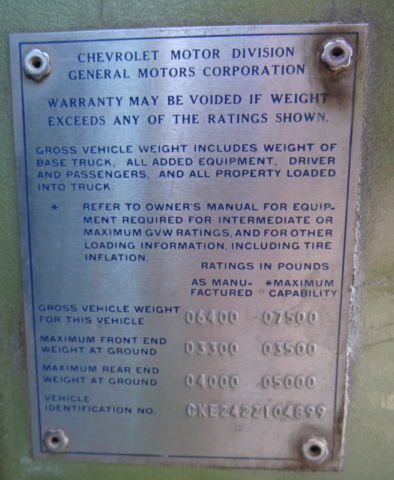 CHEVROLET MOTOR DIVISION
GENERAL MOTORS CORPORATION
WARRANTY MAY BE VOIDED IF WEIGHT
EXCEEDS ANY OF THE RATINGS SHOWN.
GROSS VEHICLE WEIGHT INCLUDES WEIGHT OF
BASE TRUCK, ALL ADDED EQUIPMENT, DRIVER
AND PASSENGERS, AND ALL PROPERTY LOADED
INTO TRUCK.
* REFER TO OWNER'S MANUAL FOR EQUIP-
MENT REQUIRED FOR INTERMEDIATE OR
MAXIMUM GVW RATINGS, AND FOR OTHER
LOADING INFORMATION, INCLUDING TIRE
INFLATION.
RATINGS IN POUNDS
AS MANU- *MAXIMUM
FACTURED CAPABILITY
GROSS VEHICLE WEIGHT
FOR THIS VEHICLE 06400 07500
MAXIMUM FRONT END
WEIGHT AT GROUND 03300 03500
MAXIMUM REAR END
WEIGHT AT GROUND 04000 05000
VEHICLE
IDENTIFICATION NO. CKE242Z104699